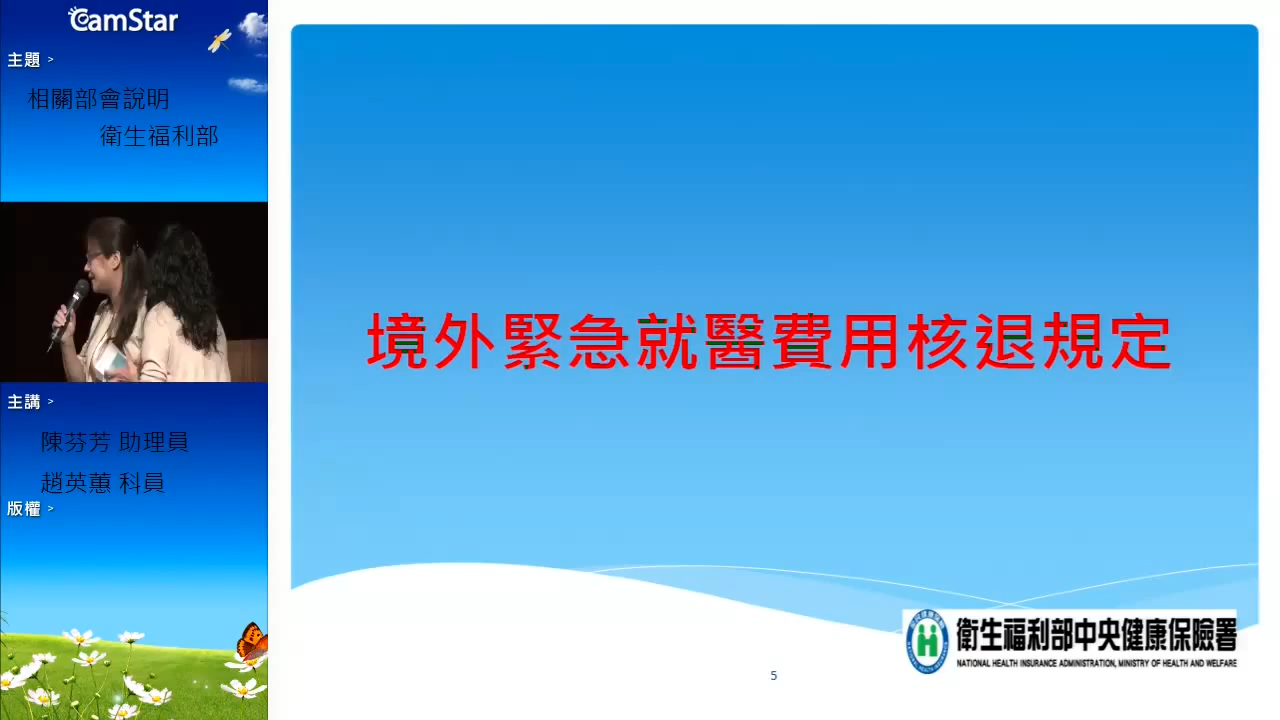 CamStar
主題 >
相關部會說明
衛生福利部
主講 >
陳芬芳 助理員
趙英蕙 科員
版權 >
境外緊急就醫費用核退規定
衛生福利部中央健康保險署
NATIONAL HEALTH INSURANCE ADMINISTRATION, MINISTRY OF HEALTH AND WELFARE
5